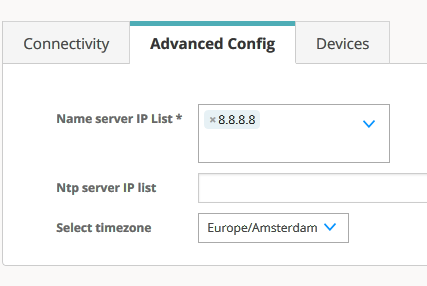 Connectivity Advanced Config Devices
Name server IP List * × 8.8.8.8
Ntp server IP list
Select timezone Europe/Amsterdam